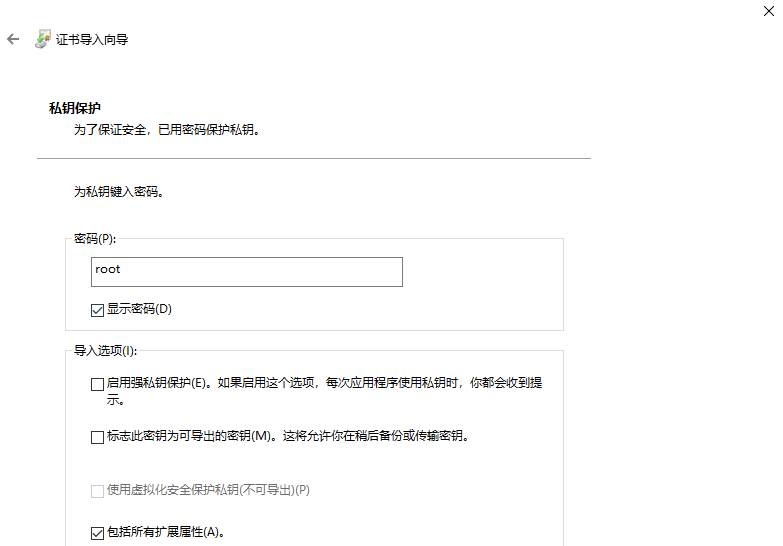 证书导入向导
私钥保护
为了保证安全，已用密码保护私钥。
为私钥键入密码。
密码(P):
root
显示密码(D)
导入选项(I):
启用强私钥保护(E)。如果启用这个选项，每次应用程序使用私钥时，你都会收到提
示。
标志此密钥为可导出的密钥(M)。这将允许你在稍后备份或传输密钥。
使用虚拟化安全保护私钥(不可导出)(P)
包括所有扩展属性(A)。